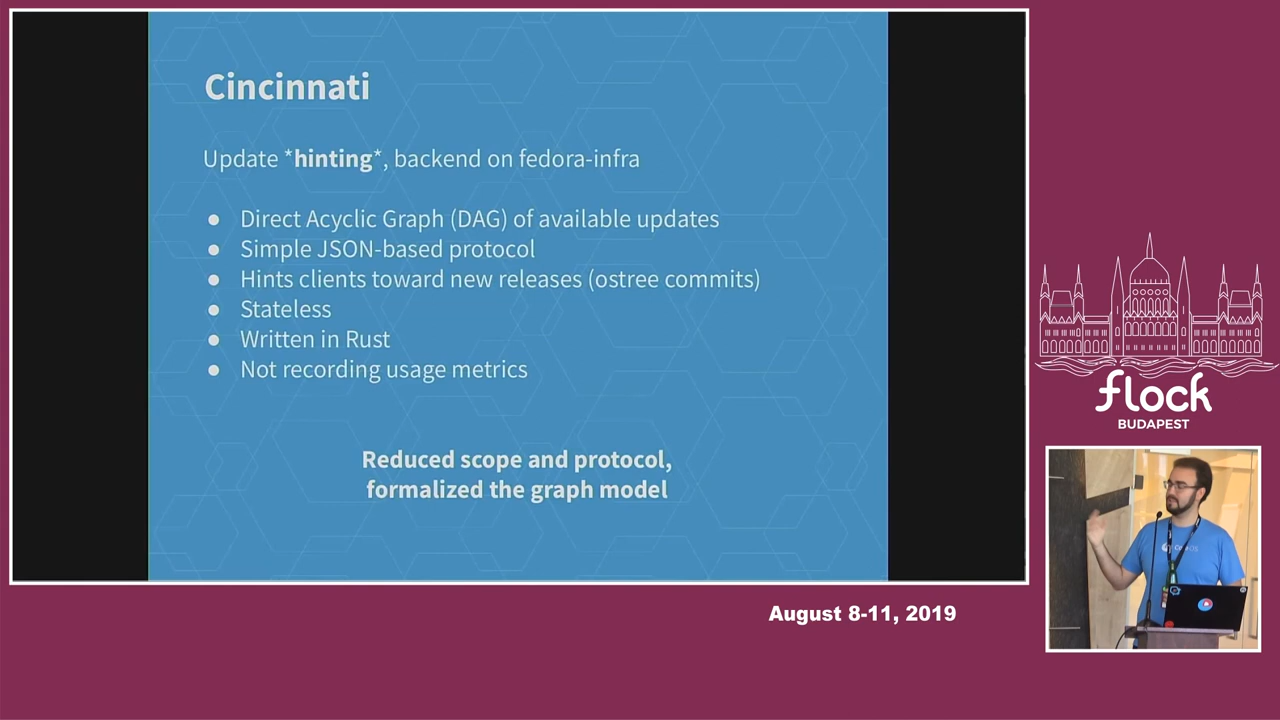 Cincinnati
Update *hinting*, backend on fedora-infra
● Direct Acyclic Graph (DAG) of available updates
● Simple JSON-based protocol
● Hints clients toward new releases (ostree commits)
● Stateless
● Written in Rust
● Not recording usage metrics
Reduced scope and protocol,
formalized the graph model
flock
BUDAPEST
August 8-11, 2019